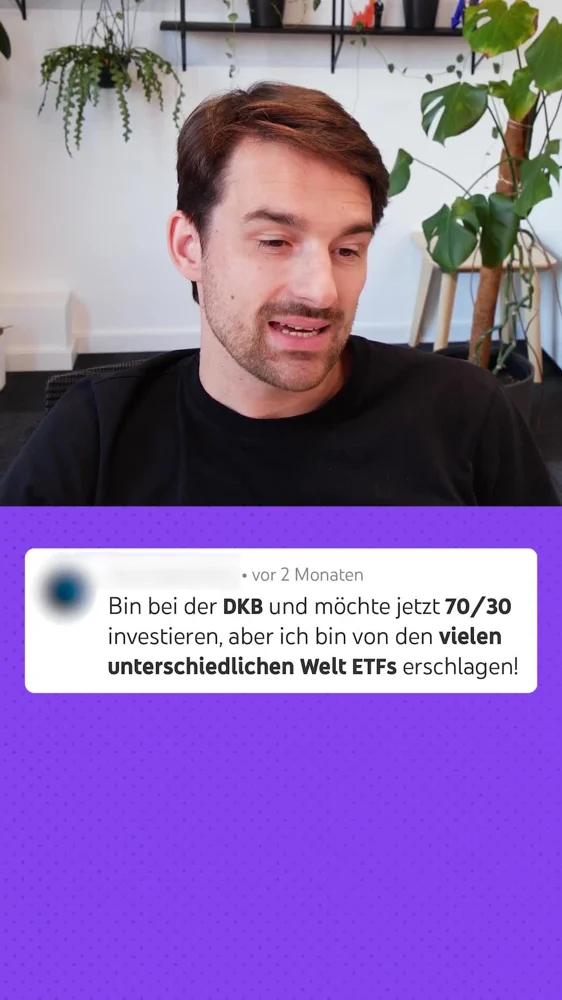 • vor 2 Monaten
Bin bei der DKB und möchte jetzt 70/30
investieren, aber ich bin von den vielen
unterschiedlichen Welt ETFs erschlagen!